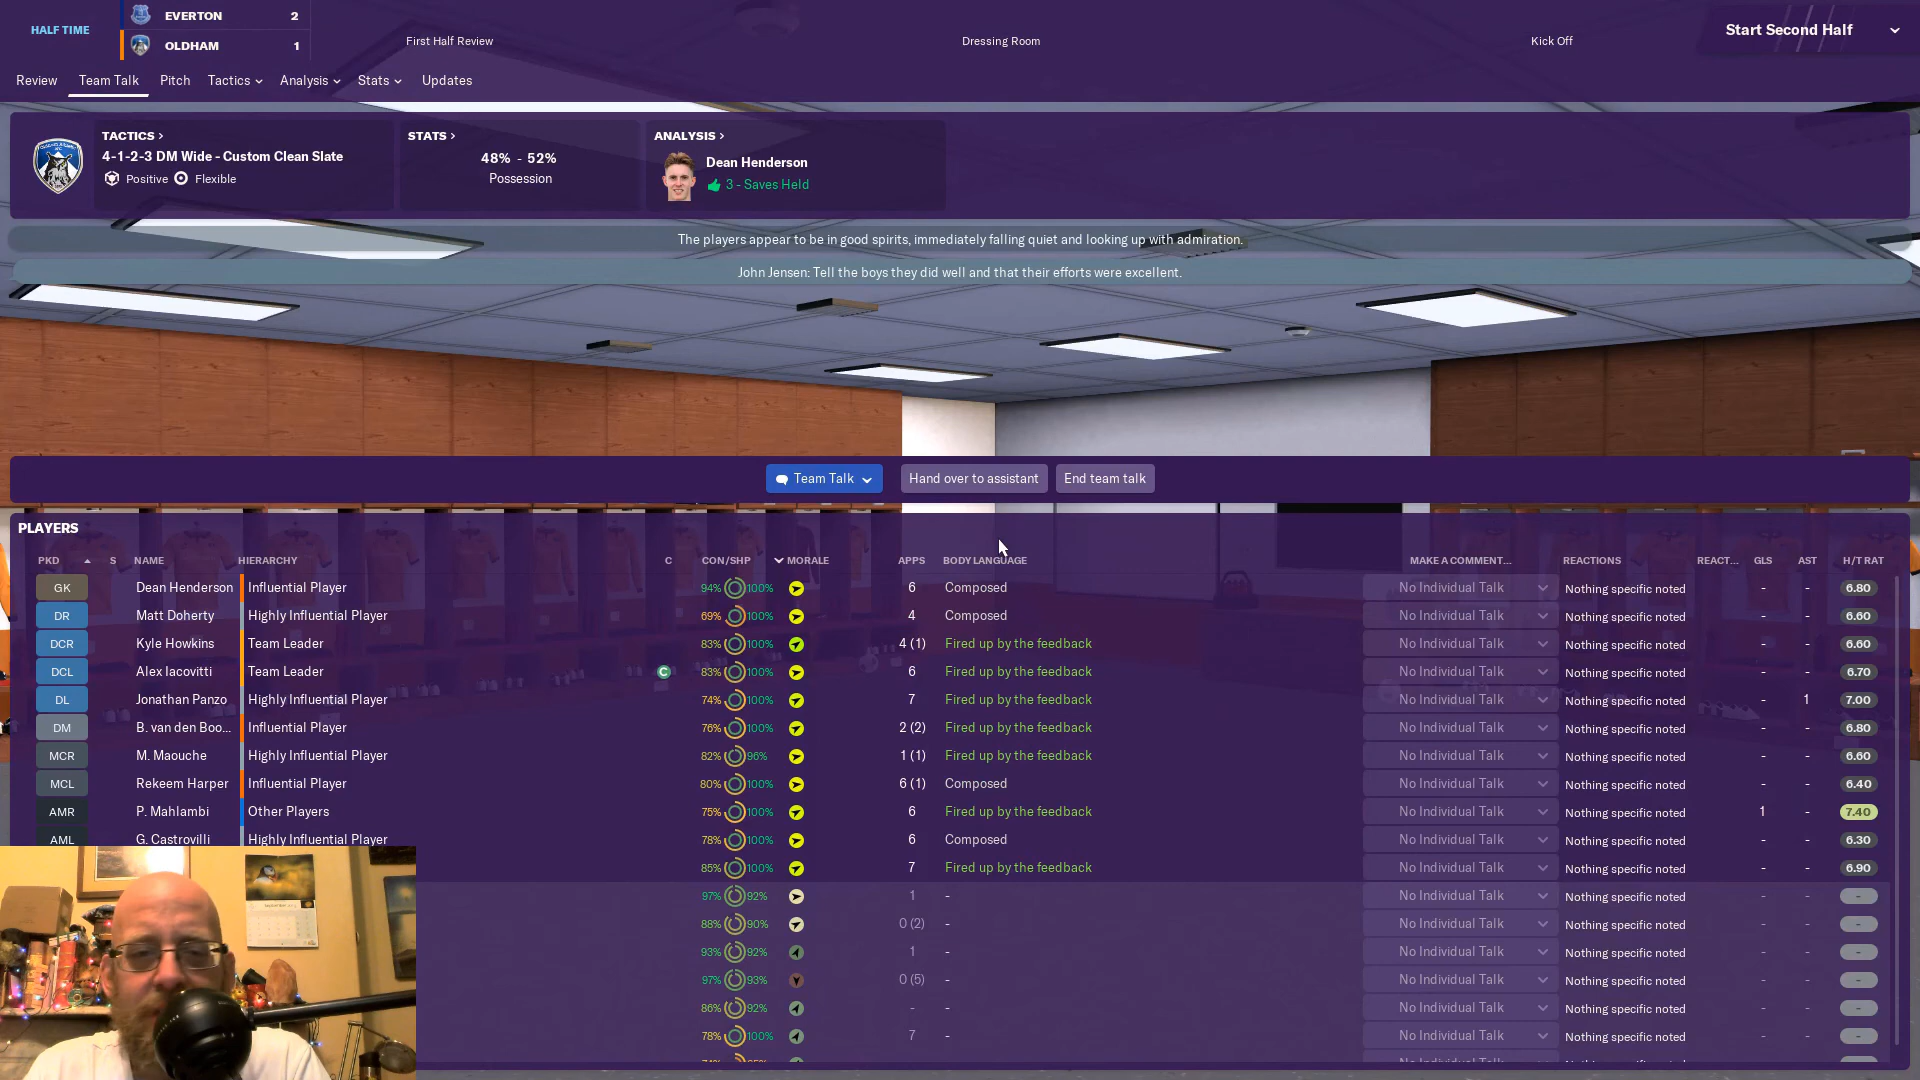 HALF TIME
EVERTON 2
OLDHAM 1
First Half Review
Dressing Room
Kick Off
Start Second Half
Review Team Talk Pitch Tactics Analysis Stats Updates
TACTICS >
4-1-2-3 DM Wide - Custom Clean Slate
Positive Flexible
STATS >
48% - 52%
Possession
ANALYSIS >
Dean Henderson
3 - Saves Held
The players appear to be in good spirits, immediately falling quiet and looking up with admiration.
John Jensen: Tell the boys they did well and that their efforts were excellent.
Team Talk Hand over to assistant End team talk
PLAYERS
PKD S NAME HIERARCHY C CON/SHP MORALE APPS BODY LANGUAGE MAKE A COMMENT... REACTIONS REACT... GLS AST H/T RAT
GK Dean Henderson Influential Player 94% 100% 6 Composed No Individual Talk Nothing specific noted - - 6.80
DR Matt Doherty Highly Influential Player 69% 100% 4 Composed No Individual Talk Nothing specific noted - - 6.60
DCR Kyle Howkins Team Leader 83% 100% 4 (1) Fired up by the feedback No Individual Talk Nothing specific noted - - 6.60
DCL Alex Iacovitti Team Leader C 83% 100% 6 Fired up by the feedback No Individual Talk Nothing specific noted - - 6.70
DL Jonathan Panzo Highly Influential Player 74% 100% 7 Fired up by the feedback No Individual Talk Nothing specific noted - 1 7.00
DM B. van den Boo... Influential Player 76% 100% 2 (2) Fired up by the feedback No Individual Talk Nothing specific noted - - 6.80
MCR M. Maouche Highly Influential Player 82% 96% 1 (1) Fired up by the feedback No Individual Talk Nothing specific noted - - 6.60
MCL Rekeem Harper Influential Player 80% 100% 6 (1) Composed No Individual Talk Nothing specific noted - - 6.40
AMR P. Mahlambi Other Players 75% 100% 6 Fired up by the feedback No Individual Talk Nothing specific noted 1 - 7.40
AML G. Castrovilli Highly Influential Player 78% 100% 6 Composed No Individual Talk Nothing specific noted - - 6.30
85% 100% 7 Fired up by the feedback No Individual Talk Nothing specific noted - - 6.90
97% 92% 1 - No Individual Talk Nothing specific noted - - -
88% 90% 0 (2) - No Individual Talk Nothing specific noted - - -
93% 92% 1 - No Individual Talk Nothing specific noted - - -
97% 93% 0 (5) - No Individual Talk Nothing specific noted - - -
86% 92% - - No Individual Talk Nothing specific noted - - -
78% 100% 7 - No Individual Talk Nothing specific noted - - -